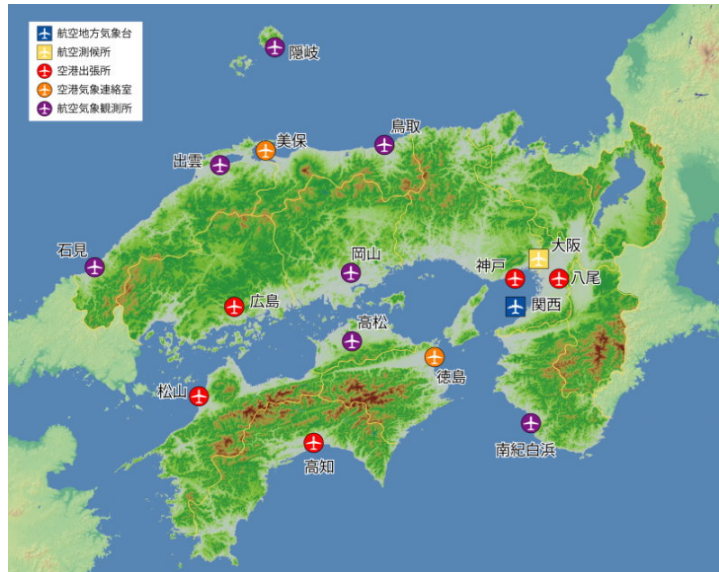 航空地方気象台
航空測候所
空港出張所
空港気象連絡室
航空気象観測所
隠岐
鳥取
美保
出雲
石見
岡山
大阪
神戸
八尾
広島
関西
高松
徳島
松山
南紀白浜
高知